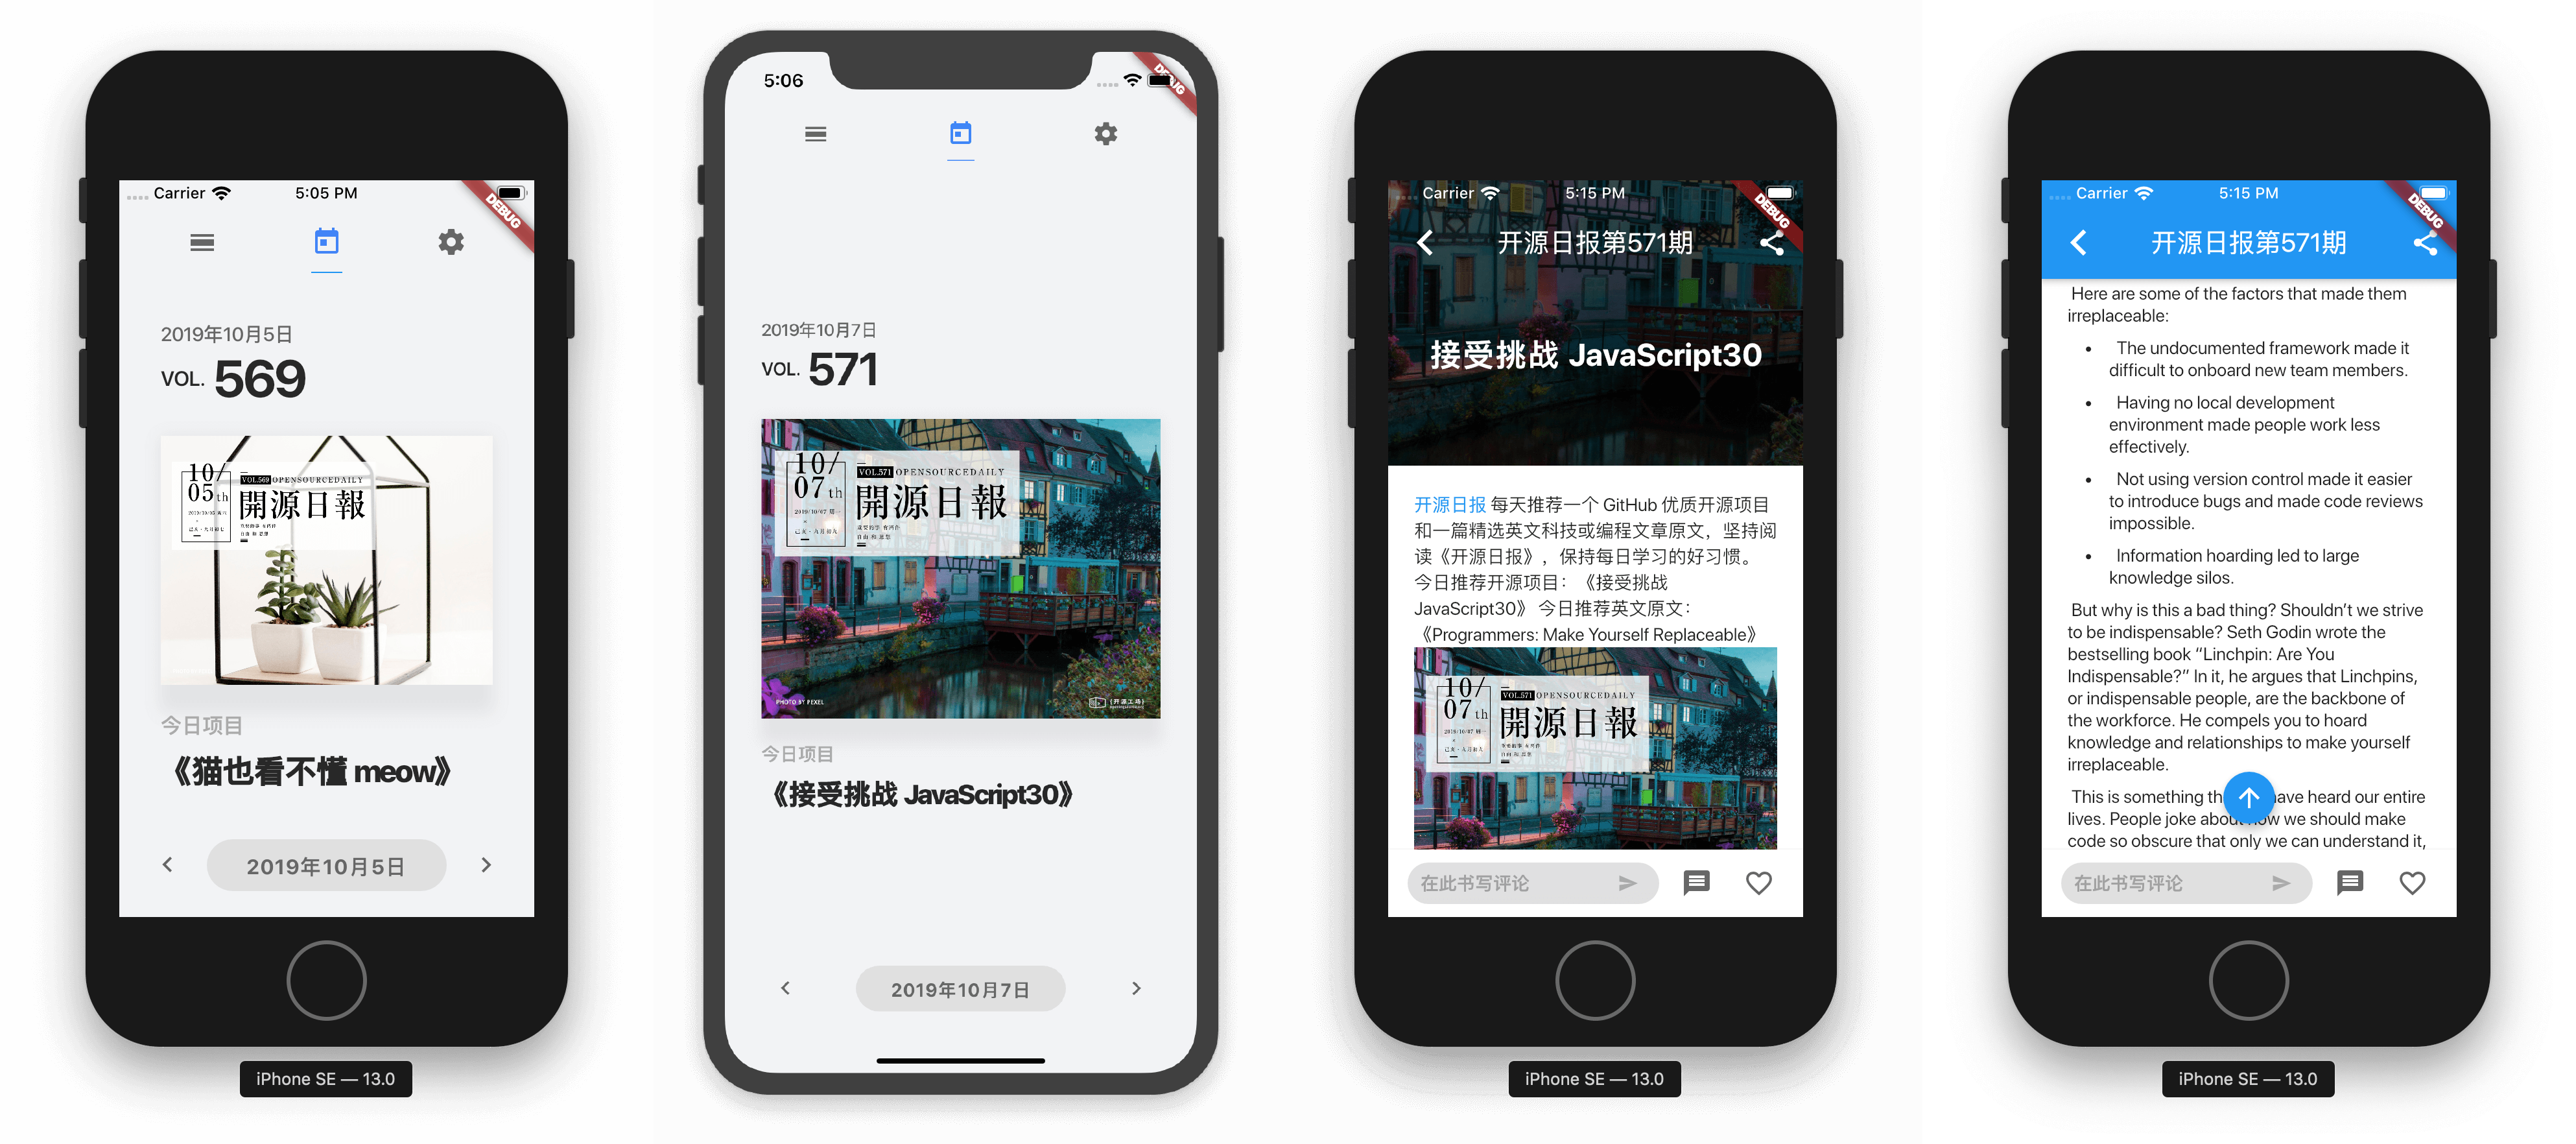 Carrier 5:05 PM
DEBUG
2019年10月5日
VOL. 569
10/
05th
VOL.569 OPENSOURCEDAILY
開源日報
今日项目
《猫也看不懂 meow》
2019年10月5日
iPhone SE — 13.0
5:06
2019年10月7日
VOL. 571
10/
07th
VOL.571 OPENSOURCEDAILY
開源日報
2019/10/07 周一
PHOTO BY PEXEL
今日项目
《接受挑战 JavaScript30》
2019年10月7日
Carrier 5:15 PM
DEBUG
开源日报第571期
接受挑战 JavaScript30
开源日报 每天推荐一个 GitHub 优质开源项目
和一篇精选英文科技或编程文章原文，坚持阅
读《开源日报》，保持每日学习的好习惯。
今日推荐开源项目：《接受挑战
JavaScript30》 今日推荐英文原文：
《Programmers: Make Yourself Replaceable》
10/
07th
VOL.571 OPENSOURCEDAILY
開源日報
2019/10/07 周一
在此书写评论
iPhone SE — 13.0
Carrier 5:15 PM
DEBUG
开源日报第571期
Here are some of the factors that made them
irreplaceable:
• The undocumented framework made it
difficult to onboard new team members.
• Having no local development
environment made people work less
effectively.
• Not using version control made it easier
to introduce bugs and made code reviews
impossible.
• Information hoarding led to large
knowledge silos.
But why is this a bad thing? Shouldn’t we strive
to be indispensable? Seth Godin wrote the
bestselling book “Linchpin: Are You
Indispensable?” In it, he argues that Linchpins,
or indispensable people, are the backbone of
the workforce. He compels you to hoard
knowledge and relationships to make yourself
irreplaceable.
This is something th ave heard our entire
lives. People joke about how we should make
code so obscure that only we can understand it,
在此书写评论
iPhone SE — 13.0